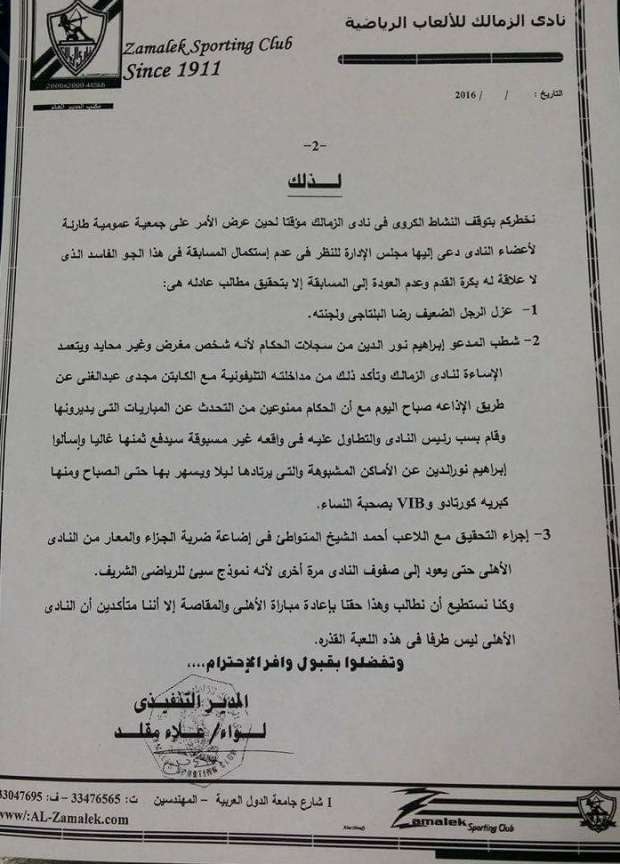 نادى الزمالك للألعاب الرياضية
Zamalek Sporting Club
Since 1911
مكتب المدير العام
التاريخ : / / 2016
-2-
لـــذلك
نخطركم بتوقف النشاط الكروى فى نادى الزمالك مؤقتا لحين عرض الأمر على جمعية عمومية طارئة
لأعضاء النادى دعى إليها مجلس الإدارة للنظر فى عدم إستكمال المسابقة فى هذا الجو الفاسد الذى
لا علاقة له بكرة القدم وعدم العودة إلى المسابقة إلا بتحقيق مطالب عادله هى:
1- عزل الرجل الضعيف رضا البلتاجى ولجنته.
2- شطب المدعو إبراهيم نور الدين من سجلات الحكام لأنه شخص مغرض وغير محايد ويتعمد
الإساءة لنادى الزمالك وتأكد ذلك من مداخلته التليفونية مع الكابتن مجدى عبدالغنى عن
طريق الإذاعه صباح اليوم مع أن الحكام ممنوعين من التحدث عن المباريات التى يديرونها
وقام بسب رئيس النادى والتطاول عليه فى واقعه غير مسبوقة سيدفع ثمنها غاليا وإسألوا
إبراهيم نورالدين عن الأماكن المشبوهة والتى يرتادها ليلا ويسهر بها حتى الصباح ومنها
كبريه كورتادو وVIB بصحبة النساء.
3- إجراء التحقيق مع اللاعب أحمد الشيخ المتواطئ فى إضاعة ضربة الجزاء والمعار من النادى
الأهلى حتى يعود إلى صفوف النادى مرة أخرى لأنه نموذج سيئ للرياضى الشريف.
وكنا نستطيع أن نطالب وهذا حقنا بإعادة مباراة الأهلى والمقاصة إلا أننا متأكدين أن النادى
الأهلى ليس طرفا فى هذه اللعبة القذره.
وتفضلوا بقبول وافر الإحترام....
المدير التنفيذى
لـــواء/ علاء مقلد
1 شارع جامعة الدول العربية – المهندسين ت: 33476565 – ف: 33047695
www/:AL-Zamalek.com
Zamalek Sporting Club